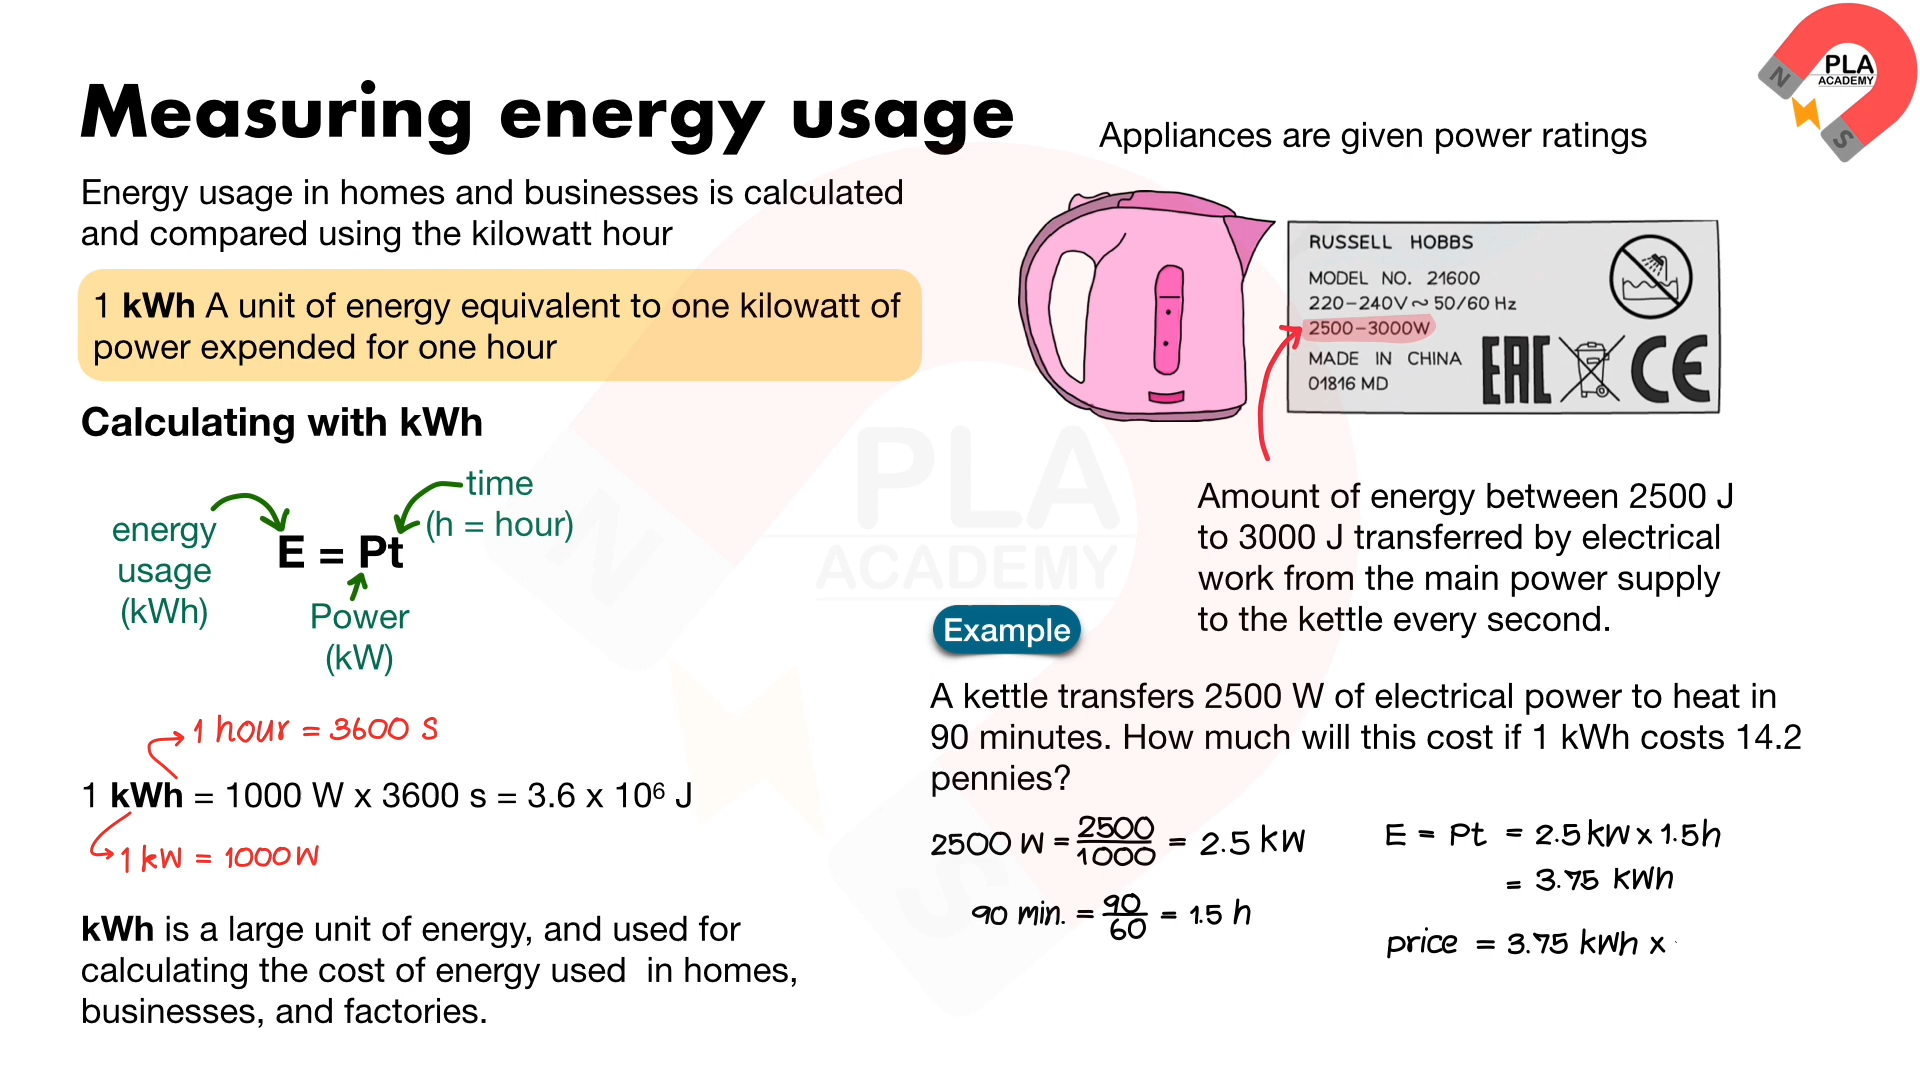 Measuring energy usage
Energy usage in homes and businesses is calculated
and compared using the kilowatt hour
1 kWh A unit of energy equivalent to one kilowatt of
power expended for one hour
Calculating with kWh
time
(h = hour)
energy
usage
(kWh)
E = Pt
Power
(kW)
1 hour = 3600 s
1 kWh = 1000 W x 3600 s = 3.6 x 10⁶ J
1 kW = 1000 W
kWh is a large unit of energy, and used for
calculating the cost of energy used  in homes,
businesses, and factories.
Appliances are given power ratings
N
PLA
ACADEMY
S
RUSSELL HOBBS
MODEL NO. 21600
220-240V ~ 50/60 Hz
2500-3000W
MADE IN CHINA
01816 MD
EAC
CE
Amount of energy between 2500 J
to 3000 J transferred by electrical
work from the main power supply
to the kettle every second.
N
PLA
ACADEMY
S
Example
A kettle transfers 2500 W of electrical power to heat in
90 minutes. How much will this cost if 1 kWh costs 14.2
pennies?
2500 W = 2500/1000 = 2.5 kW
90 min. = 90/60 = 1.5 h
E = Pt = 2.5 kW x 1.5 h
= 3.75 kWh
price = 3.75 kWh x